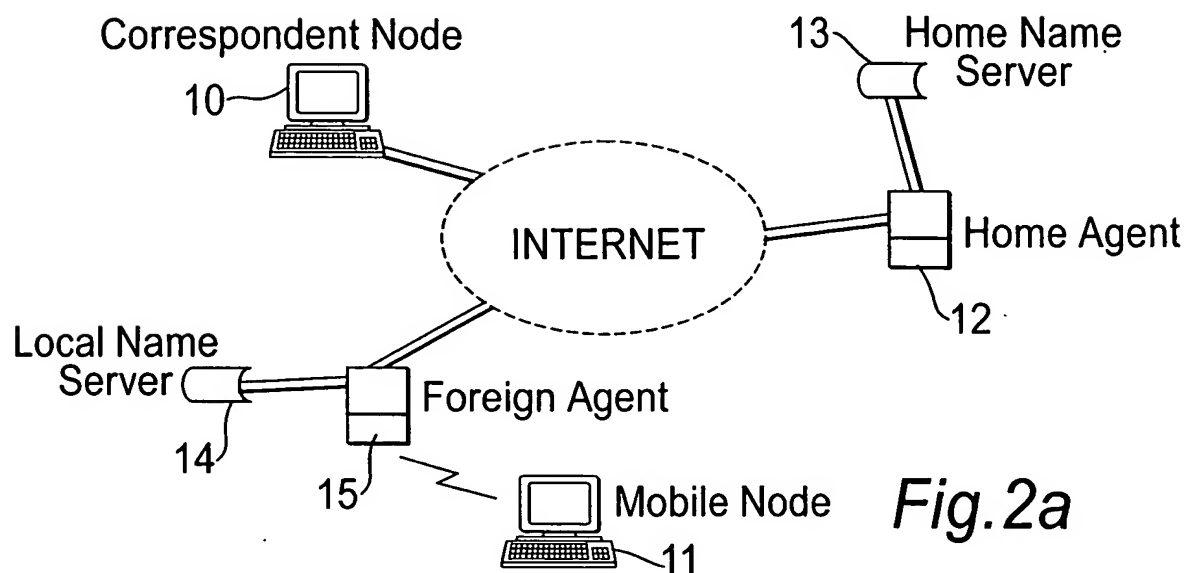 Correspondent Node
10
13
Home Name
Server
INTERNET
Home Agent
12
Local Name
Server
14
Foreign Agent
15
Mobile Node
11
Fig.2a